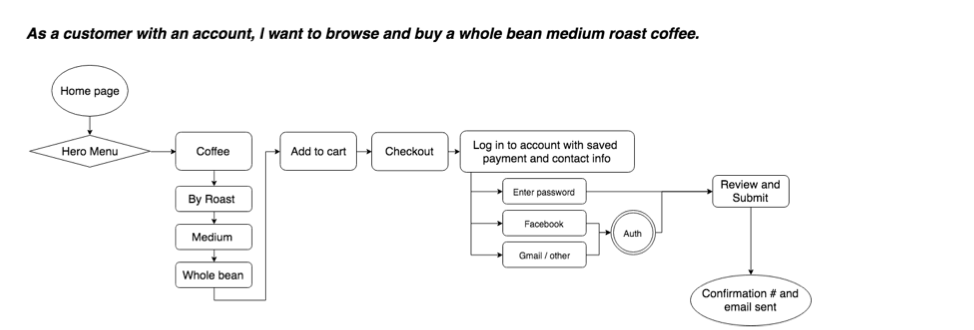 As a customer with an account, I want to browse and buy a whole bean medium roast coffee.
Home page
Hero Menu
Coffee
By Roast
Medium
Whole bean
Add to cart
Checkout
Log in to account with saved
payment and contact info
Enter password
Facebook
Gmail / other
Auth
Review and
Submit
Confirmation # and
email sent